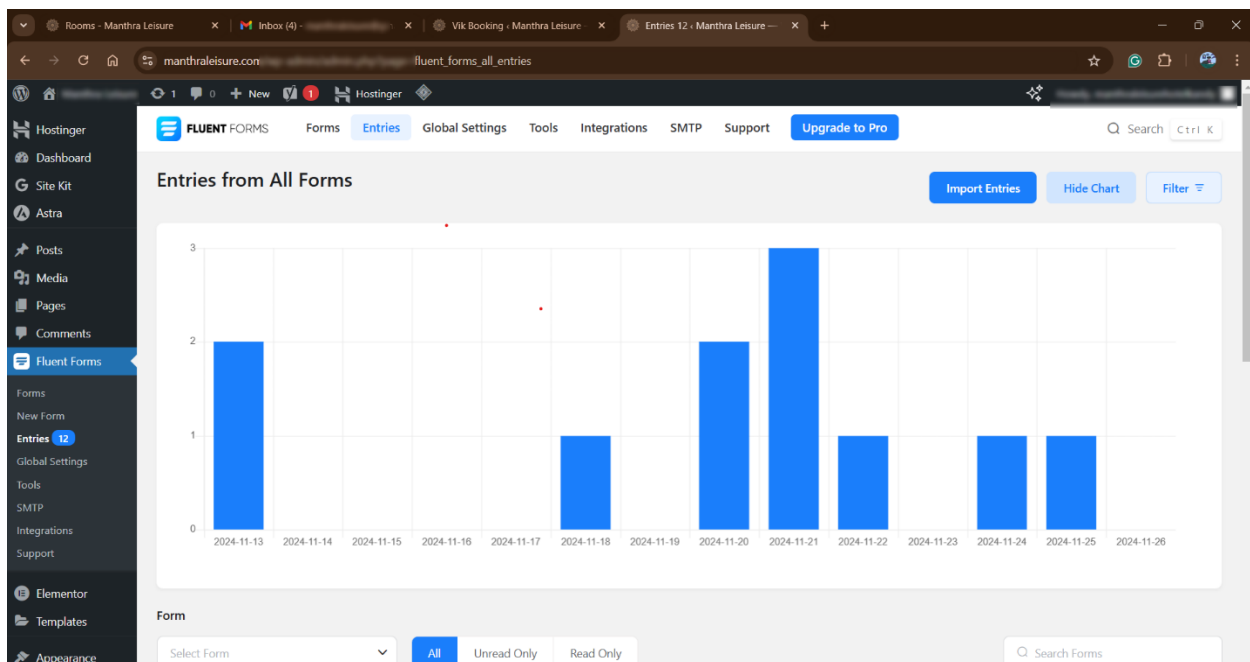 Rooms - Manthra Leisure
Inbox (4) -
Vik Booking ‹ Manthra Leisure -
Entries 12 ‹ Manthra Leisure —
manthraleisure.com
fluent_forms_all_entries
1 0 New 1 Hostinger
Hostinger
Dashboard
Site Kit
Astra
Posts
Media
Pages
Comments
Fluent Forms
Forms
New Form
Entries 12
Global Settings
Tools
SMTP
Integrations
Support
Elementor
Templates
Appearance
FLUENT FORMS Forms Entries Global Settings Tools Integrations SMTP Support Upgrade to Pro Search Ctrl K
Entries from All Forms
Import Entries Hide Chart Filter
3
2
1
0
2024-11-13 2024-11-14 2024-11-15 2024-11-16 2024-11-17 2024-11-18 2024-11-19 2024-11-20 2024-11-21 2024-11-22 2024-11-23 2024-11-24 2024-11-25 2024-11-26
Form
Select Form All Unread Only Read Only Search Forms